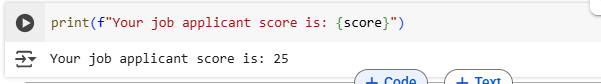 print(f"Your job applicant score is: {score}")
Your job applicant score is: 25
+ Code + Text